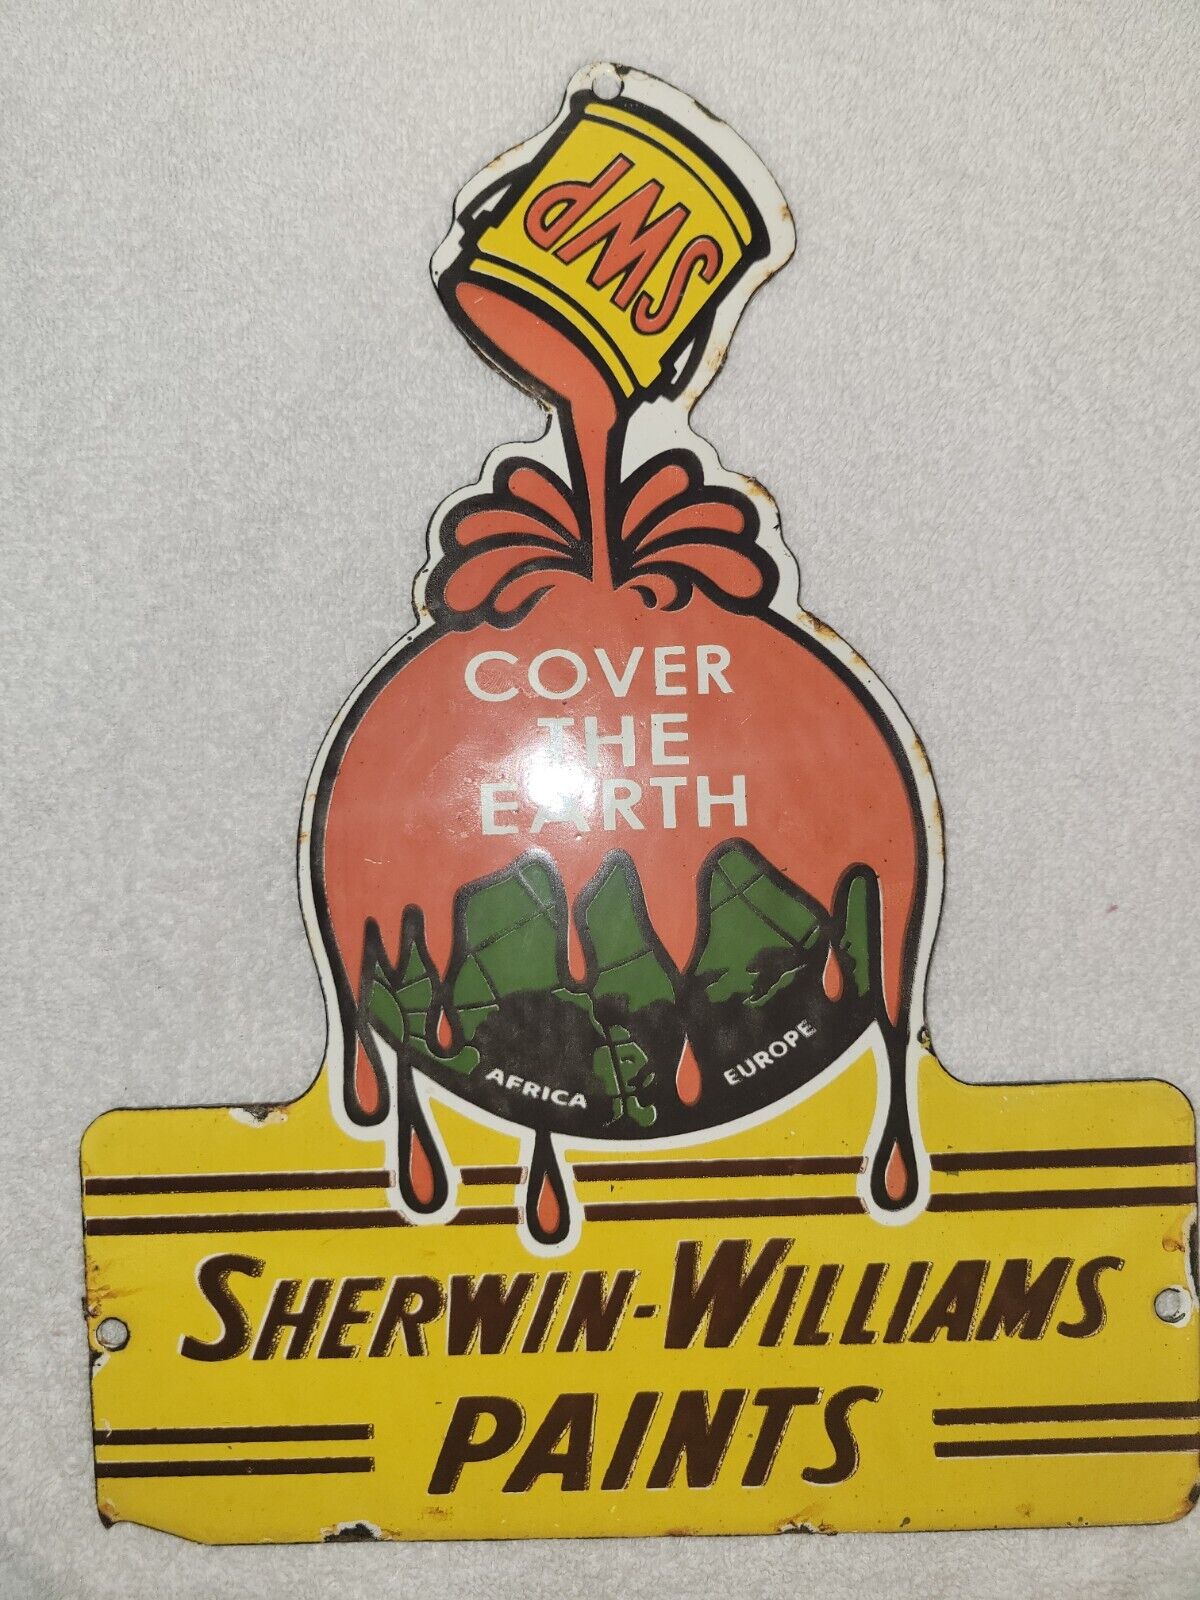 SWP
COVER
THE
EARTH
AFRICA
EUROPE
SHERWIN-WILLIAMS
PAINTS